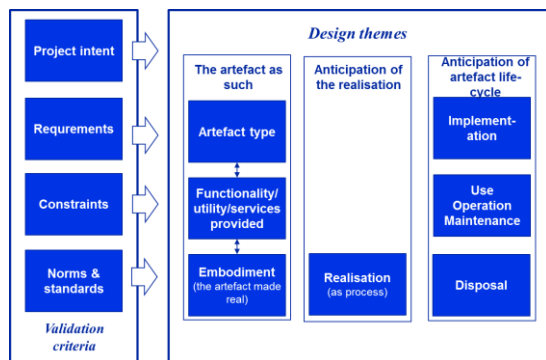 Project intent
Requrements
Constraints
Norms &
standards
Validation
criteria
Design themes
The artefact as
such
Artefact type
Functionality/
utility/services
provided
Embodiment
(the artefact made
real)
Anticipation of
the realisation
Realisation
(as process)
Anticipation of
artefact life-
cycle
Implement-
ation
Use
Operation
Maintenance
Disposal